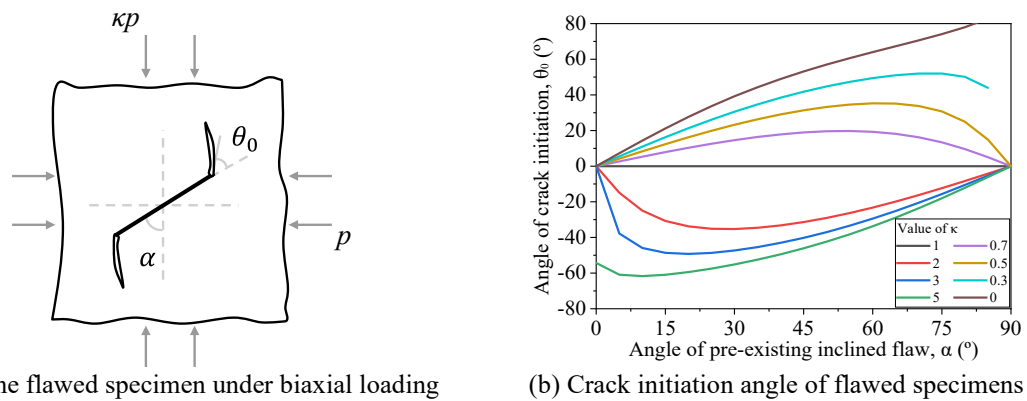 κp
θ₀
α
p
ne flawed specimen under biaxial loading
Angle of crack initiation, θ₀ (º)
80
60
40
20
0
-20
-40
-60
-80
Value of κ
1 0.7
2 0.5
3 0.3
5 0
0 15 30 45 60 75 90
Angle of pre-existing inclined flaw, α (º)
(b) Crack initiation angle of flawed specimens